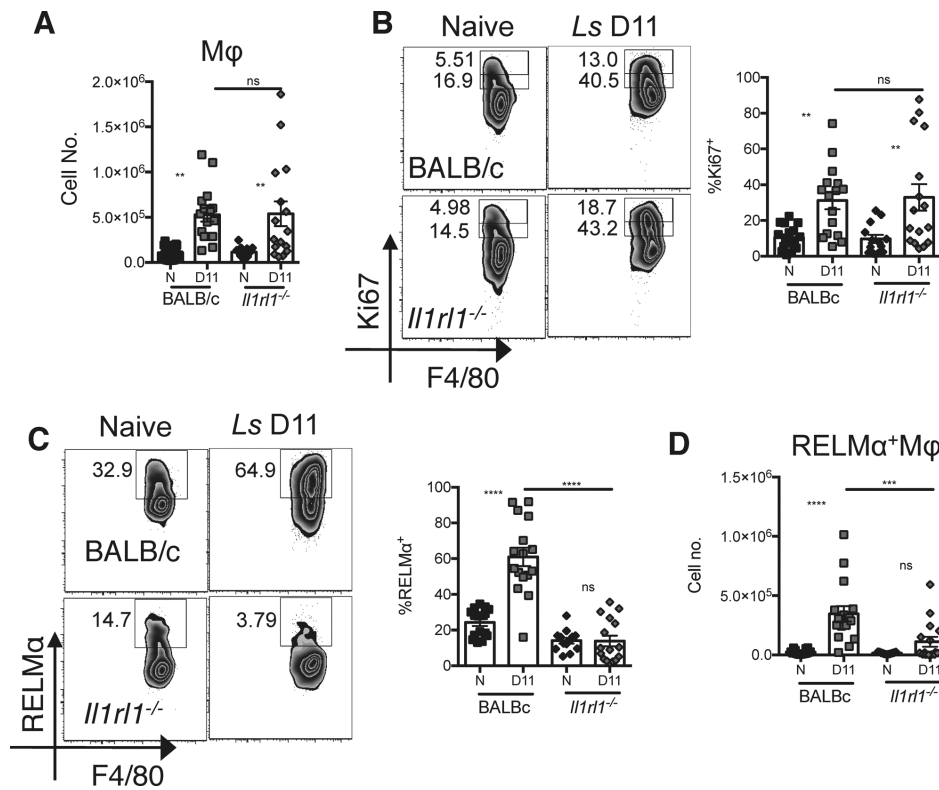 A
Mφ
Cell No.
2.0×10⁶
1.5×10⁶
1.0×10⁶
5.0×10⁵
0.0
**
**
ns
N
D11
N
D11
BALB/c
Il1rl1⁻/⁻
B
Naive
Ls D11
5.51
16.9
BALB/c
13.0
40.5
4.98
14.5
Il1rl1⁻/⁻
18.7
43.2
Ki67
F4/80
%Ki67⁺
100
80
60
40
20
0
**
**
ns
N
D11
N
D11
BALBc
Il1rl1⁻/⁻
C
Naive
Ls D11
32.9
BALB/c
64.9
14.7
Il1rl1⁻/⁻
3.79
RELMα
F4/80
%RELMα⁺
100
80
60
40
20
0
****
****
ns
N
D11
N
D11
BALBc
Il1rl1⁻/⁻
D
RELMα⁺Mφ
Cell no.
1.5×10⁶
1.0×10⁶
5.0×10⁵
0.0
****
***
ns
N
D11
N
D11
BALBc
Il1rl1⁻/⁻